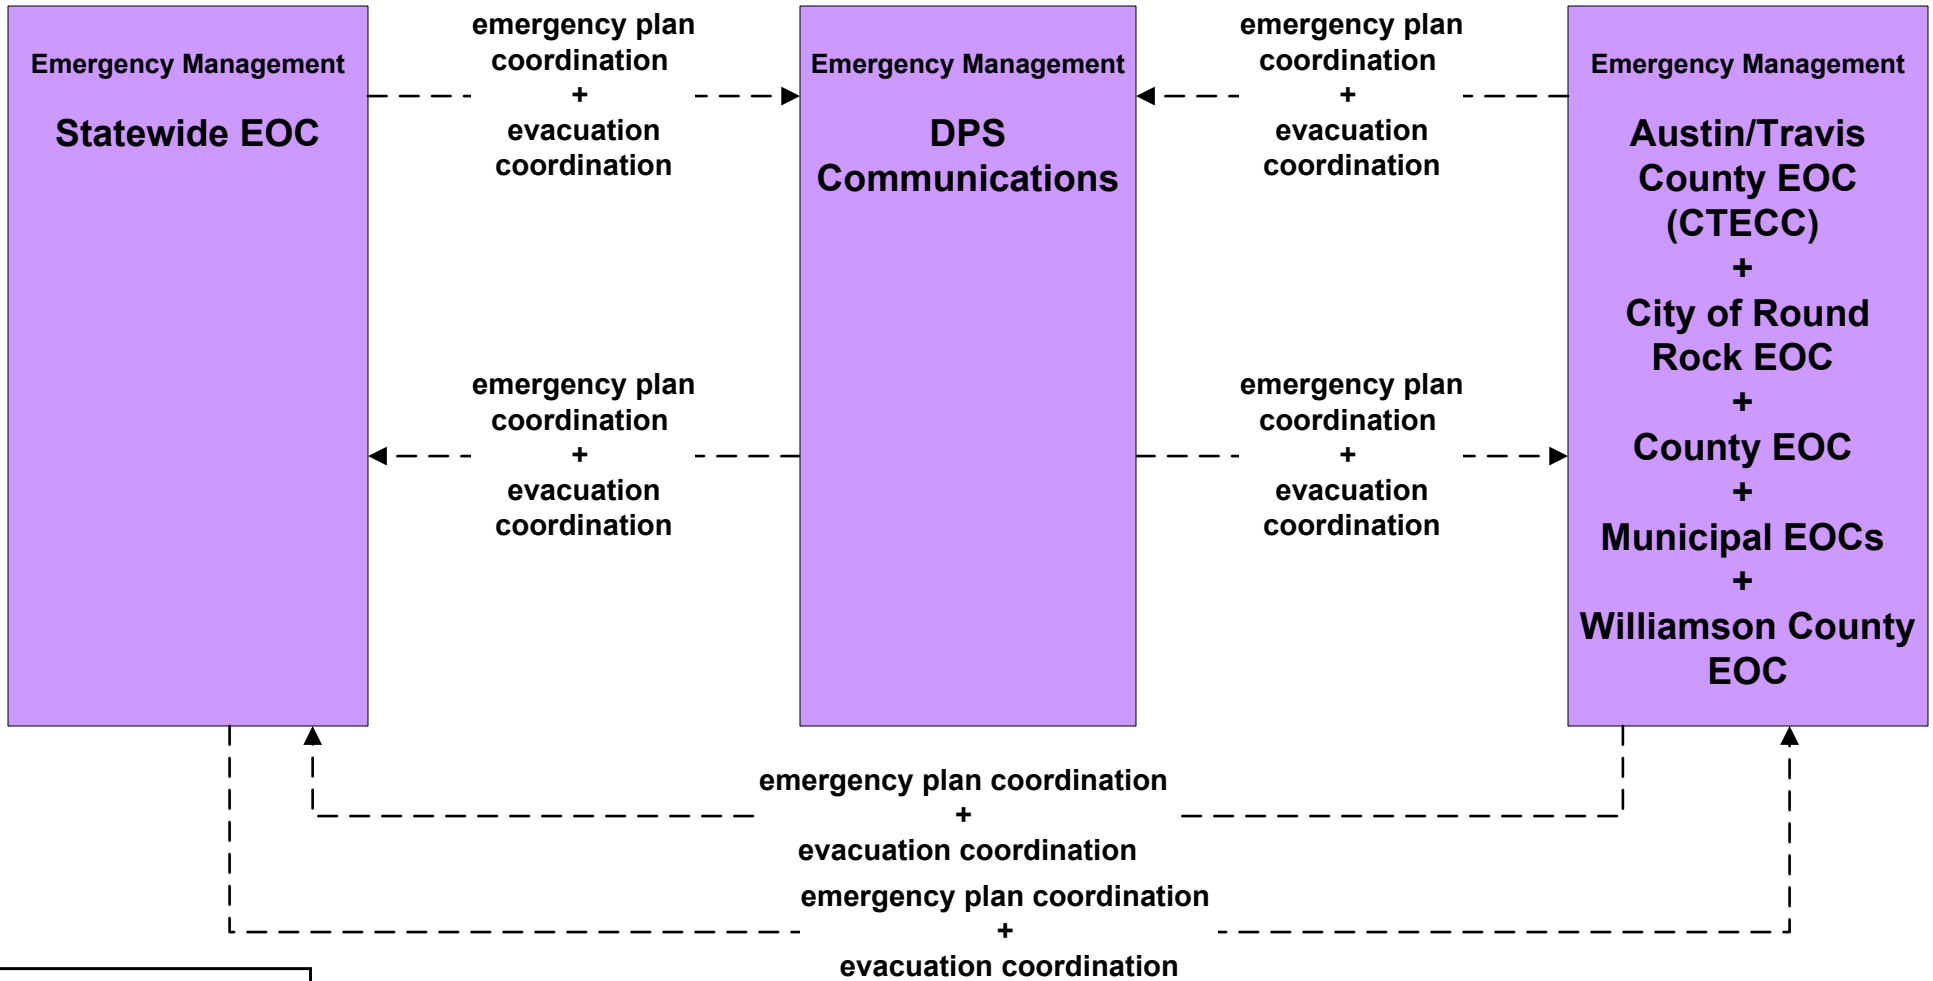 Emergency Management
Statewide EOC
emergency plan
coordination
+
evacuation
coordination
emergency plan
coordination
+
evacuation
coordination
Emergency Management
DPS
Communications
emergency plan
coordination
+
evacuation
coordination
emergency plan
coordination
+
evacuation
coordination
Emergency Management
Austin/Travis
County EOC
(CTECC)
+
City of Round
Rock EOC
+
County EOC
+
Municipal EOCs
+
Williamson County
EOC
emergency plan coordination
+
evacuation coordination
emergency plan coordination
+
evacuation coordination